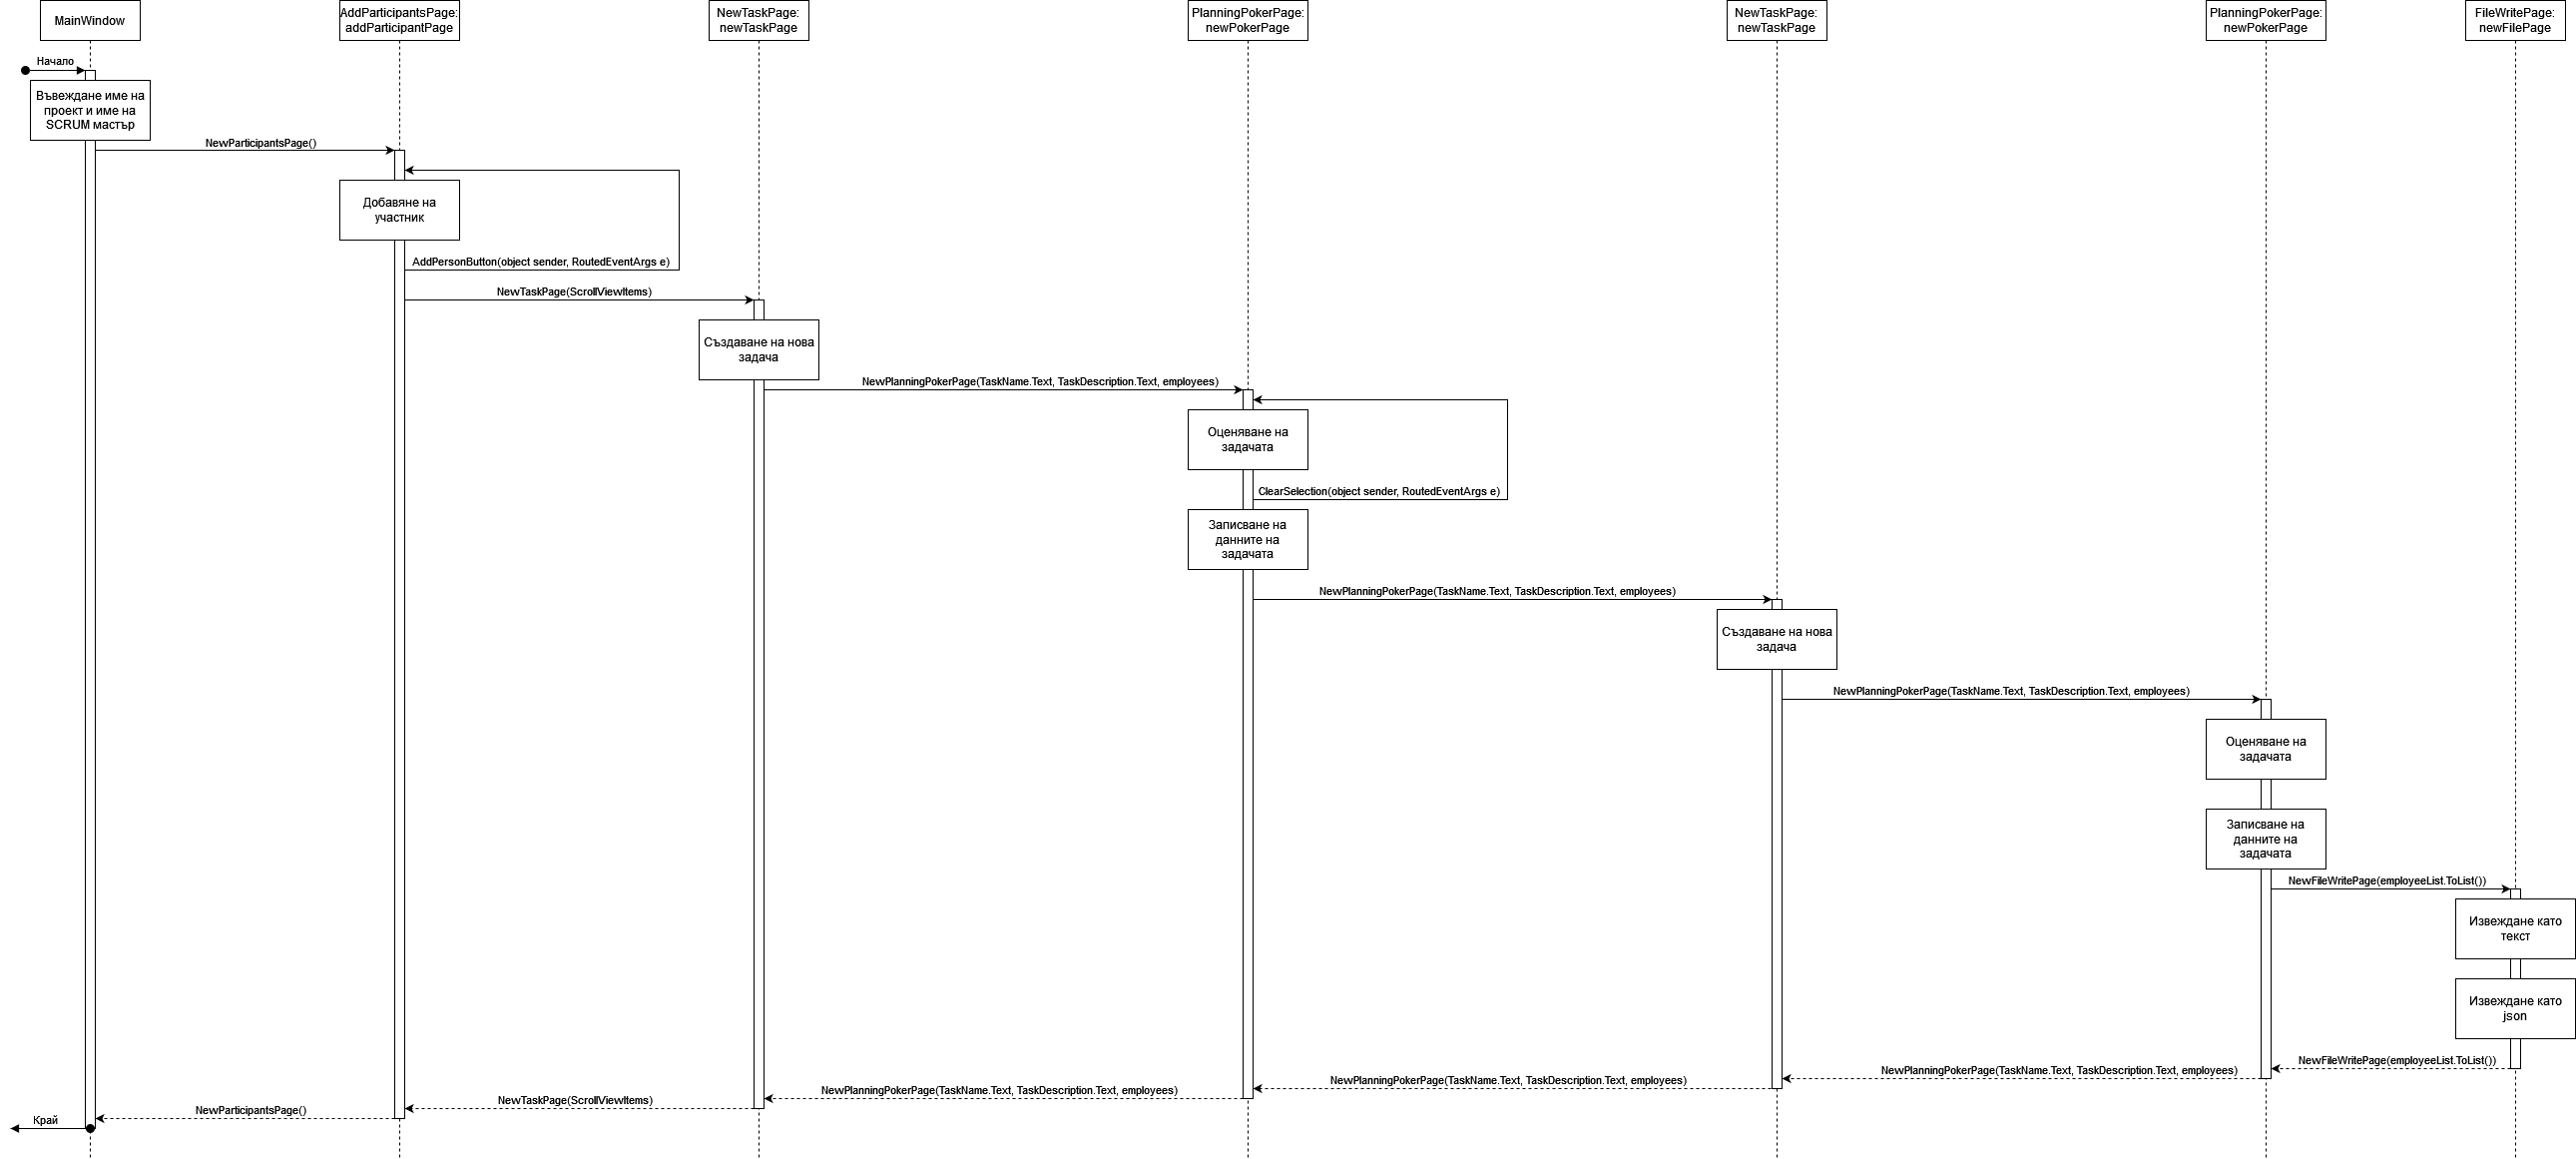 MainWindow
AddParticipantsPage:
addParticipantPage
NewTaskPage:
newTaskPage
PlanningPokerPage:
newPokerPage
NewTaskPage:
newTaskPage
PlanningPokerPage:
newPokerPage
FileWritePage:
newFilePage
Начало
Въвеждане име на
проект и име на
SCRUM мастър
NewParticipantsPage()
Добавяне на
участник
AddPersonButton(object sender, RoutedEventArgs e)
NewTaskPage(ScrollViewItems)
Създаване на нова
задача
NewPlanningPokerPage(TaskName.Text, TaskDescription.Text, employees)
Оценяване на
задачата
ClearSelection(object sender, RoutedEventArgs e)
Записване на
данните на
задачата
NewPlanningPokerPage(TaskName.Text, TaskDescription.Text, employees)
Създаване на нова
задача
NewPlanningPokerPage(TaskName.Text, TaskDescription.Text, employees)
Оценяване на
задачата
Записване на
данните на
задачата
NewFileWritePage(employeeList.ToList())
Извеждане като
текст
Извеждане като
json
NewFileWritePage(employeeList.ToList())
NewPlanningPokerPage(TaskName.Text, TaskDescription.Text, employees)
NewPlanningPokerPage(TaskName.Text, TaskDescription.Text, employees)
NewPlanningPokerPage(TaskName.Text, TaskDescription.Text, employees)
NewTaskPage(ScrollViewItems)
NewParticipantsPage()
Край